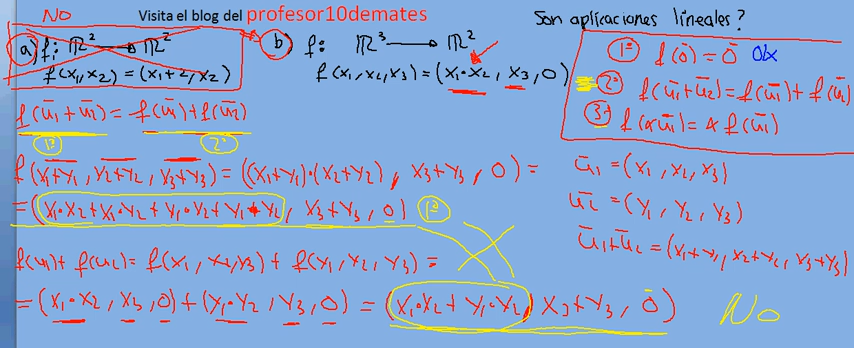 NO
Visita el blog del profesor10demates
Son aplicaciones lineales?
a) f: ℝ² → ℝ²
f(x₁, x₂) = (x₁+2, x₂)
b) f: ℝ³ → ℝ²
f(x₁, x₂, x₃) = (x₁·x₂, x₃, 0)
1º f(0̄) = 0̄ Ok
2º f(ū₁+ū₂) = f(ū₁) + f(ū₂)
3º f(αū₁) = α f(ū₁)
f(ū₁+ū₂) = f(ū₁) + f(ū₂)
1º 2º
f(x₁+y₁, x₂+y₂, x₃+y₃) = ((x₁+y₁)·(x₂+y₂), x₃+y₃, 0) =
= (x₁·x₂+x₁·y₂+y₁·x₂+y₁·y₂, x₃+y₃, 0) 1º
ū₁ = (x₁, x₂, x₃)
ū₂ = (y₁, y₂, y₃)
ū₁+ū₂ = (x₁+y₁, x₂+y₂, x₃+y₃)
f(u₁) + f(u₂) = f(x₁, x₂, x₃) + f(y₁, y₂, y₃) =
= (x₁·x₂, x₃, 0) + (y₁·y₂, y₃, 0) = (x₁·x₂ + y₁·y₂, x₃+y₃, 0)
No